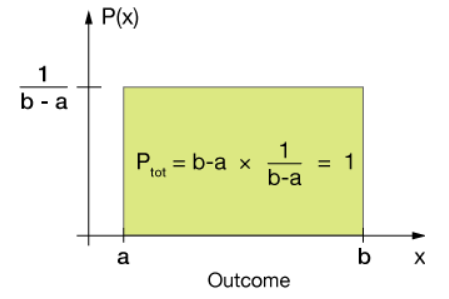 P(x)
1
b - a
P_tot = b-a × 1/b-a = 1
a
b
x
Outcome